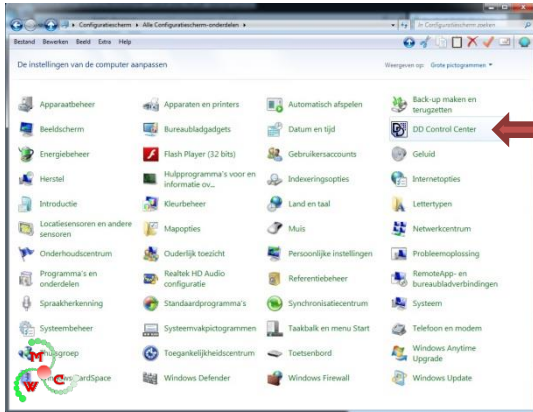 Configuratiescherm Alle Configuratiescherm-onderdelen
In Configuratiescherm zoeken
Bestand Bewerken Beeld Extra Help
De instellingen van de computer aanpassen
Weergeven op: Grote pictogrammen
Apparaatbeheer
Apparaten en printers
Automatisch afspelen
Back-up maken en
terugzetten
Beeldscherm
Bureaubladgadgets
Datum en tijd
DD Control Center
Energiebeheer
Flash Player (32 bits)
Gebruikersaccounts
Geluid
Herstel
Hulpprogramma's voor en
informatie ov...
Indexeringsopties
Internetopties
Introductie
Kleurbeheer
Land en taal
Lettertypen
Locatiesensoren en andere
sensoren
Mapopties
Muis
Netwerkcentrum
Onderhoudscentrum
Ouderlijk toezicht
Persoonlijke instellingen
Probleemoplossing
Programma's en
onderdelen
Realtek HD Audio
configuratie
Referentiebeheer
RemoteApp- en
bureaubladverbindingen
Spraakherkenning
Standaardprogramma's
Synchronisatiecentrum
Systeem
Systeembeheer
Systeemvakpictogrammen
Taakbalk en menu Start
Telefoon en modem
Thuisgroep
Toegankelijkheidscentrum
Toetsenbord
Windows Anytime
Upgrade
Windows CardSpace
Windows Defender
Windows Firewall
Windows Update
M
W C